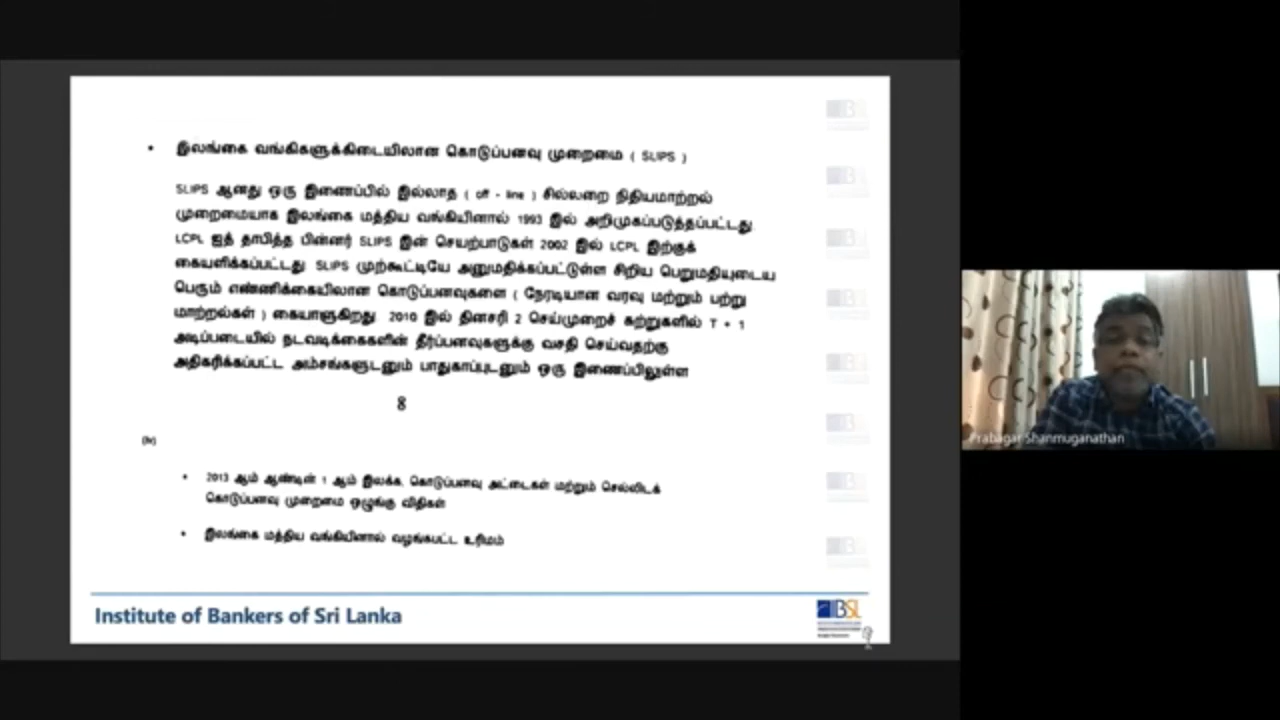 • இலங்கை வங்கிகளுக்கிடையிலான கொடுப்பனவு முறைமை ( SLIPS )
SLIPS ஆனது ஒரு இணைப்பில் இல்லாத ( off - line ) சில்லறை நிதியமாற்றல்
முறைமையாக இலங்கை மத்திய வங்கியினால் 1993 இல் அறிமுகப்படுத்தப்பட்டது.
LCPL ஐத் தாபித்த பின்னர் SLIPS இன் செயற்பாடுகள் 2002 இல் LCPL இற்குக்
கையளிக்கப்பட்டது. SLIPS முற்கூட்டியே அனுமதிக்கப்பட்டுள்ள சிறிய பெறுமதியுடைய
பெரும் எண்ணிக்கையிலான கொடுப்பனவுகளை ( நேரடியான வரவு மற்றும் பற்று
மாற்றல்கள் ) கையாளுகிறது. 2010 இல் தினசரி 2 செய்முறைச் சுற்றுகளில் T + 1
அடிப்படையில் நடவடிக்கைகளின் தீர்ப்பனவுகளுக்கு வசதி செய்வதற்கு
அதிகரிக்கப்பட்ட அம்சங்களுடனும் பாதுகாப்புடனும் ஒரு இணைப்பிலுள்ள
8
(iv)
• 2013 ஆம் ஆண்டின் 1 ஆம் இலக்க, கொடுப்பனவு அட்டைகள் மற்றும் செல்லிடக்
கொடுப்பனவு முறைமை ஒழுங்கு விதிகள்
• இலங்கை மத்திய வங்கியினால் வழங்கபட்ட உரிமம்
Institute of Bankers of Sri Lanka
IBSL
Prabagar Shanmuganathan